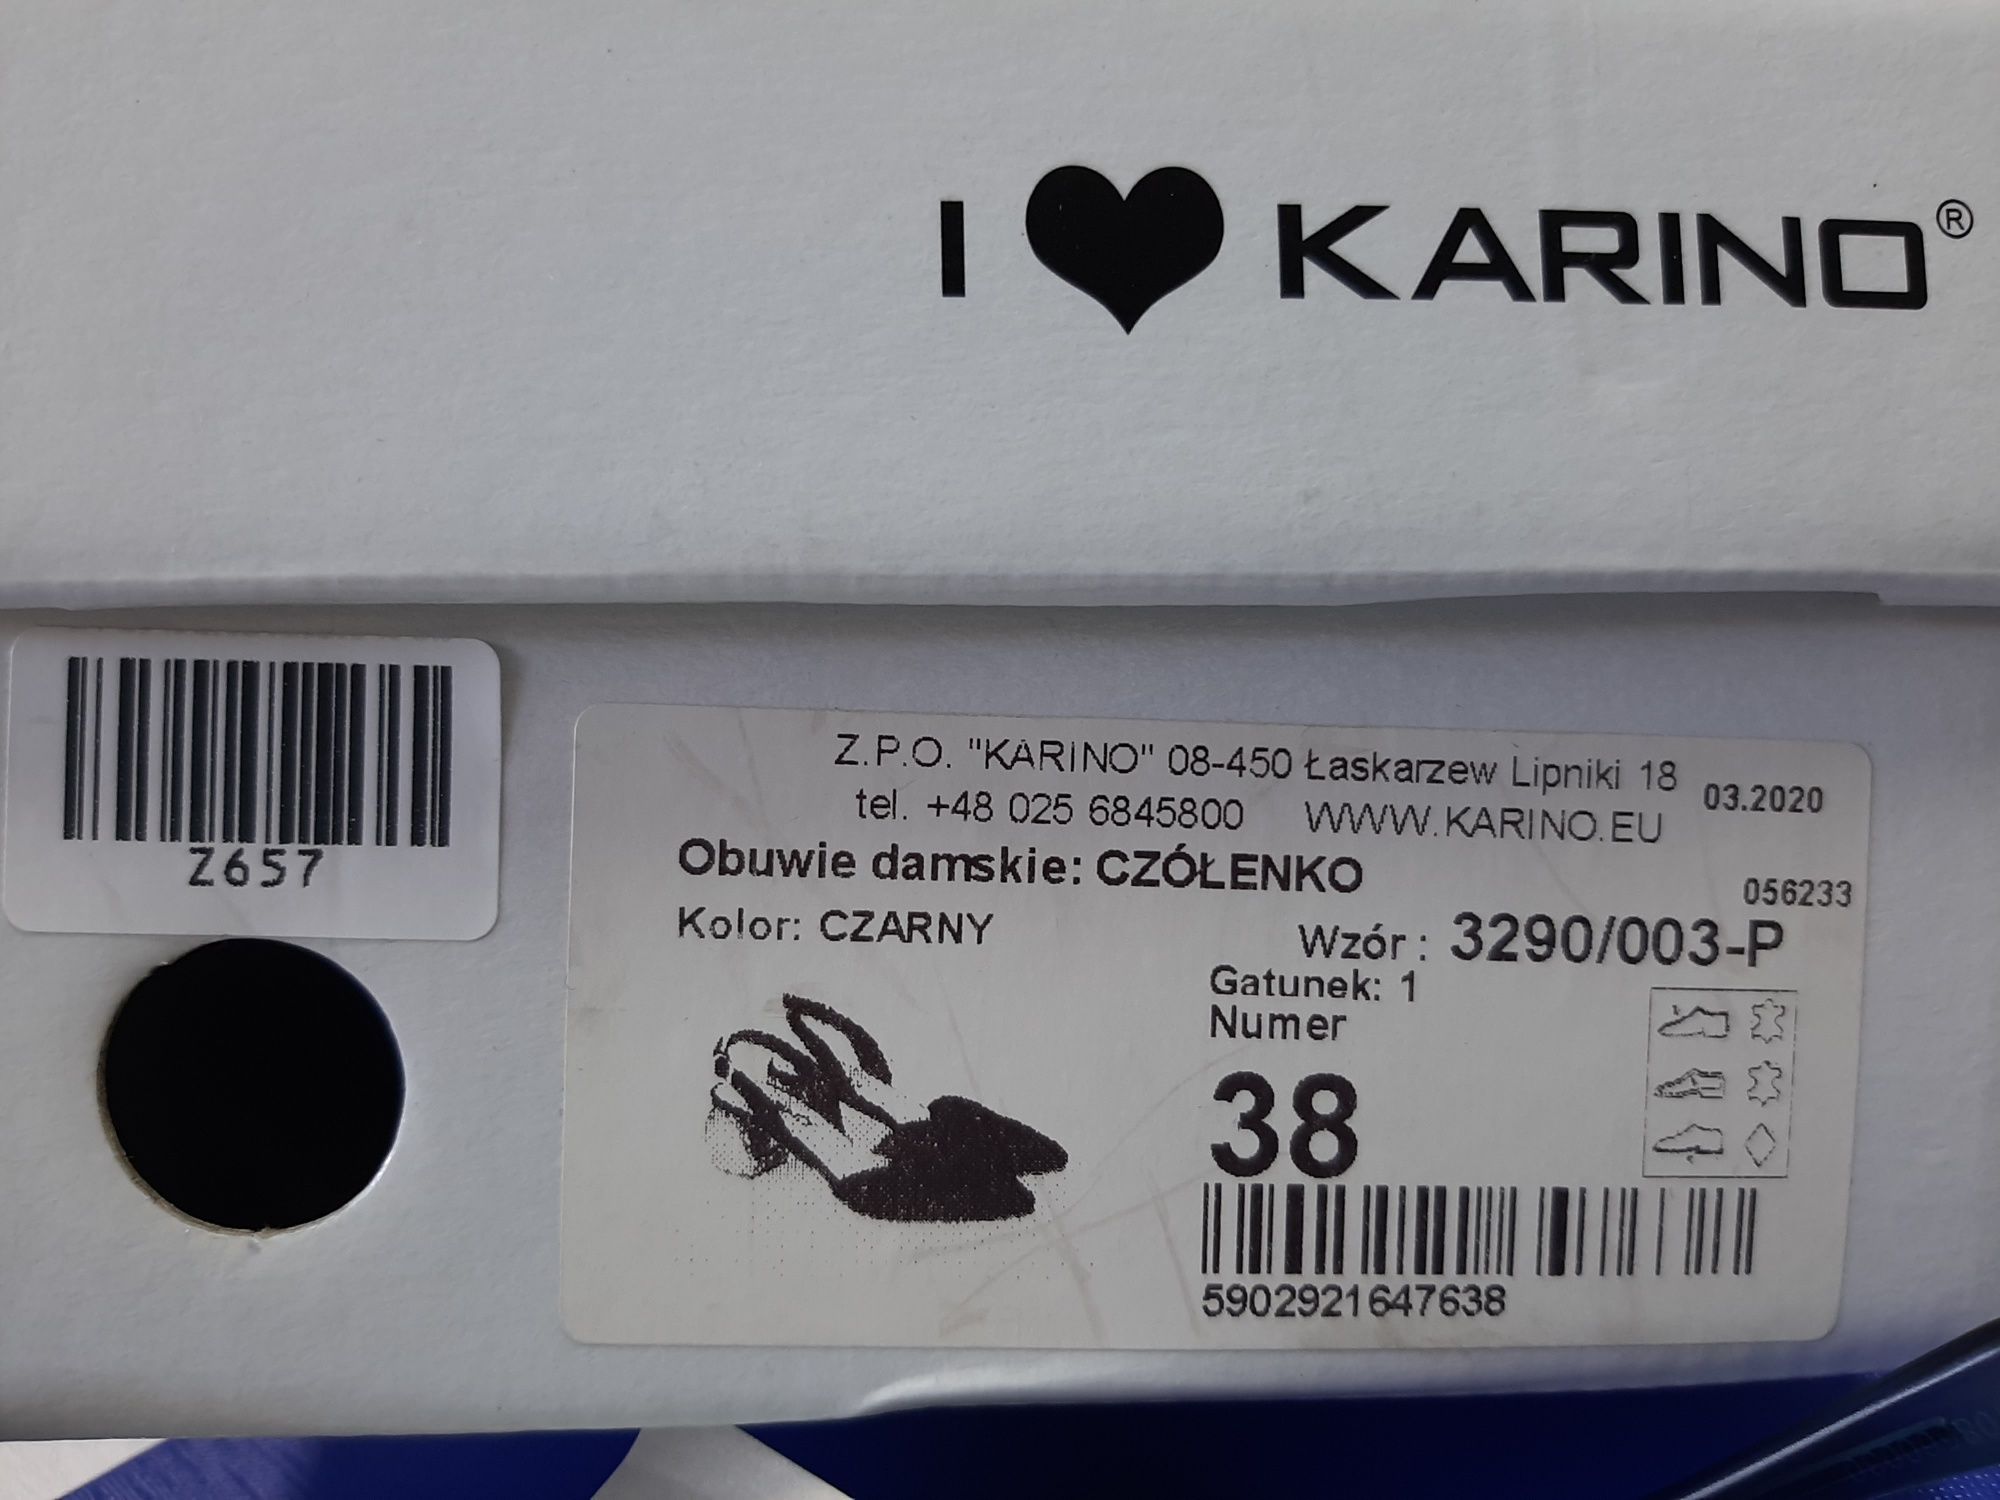 I ♥ KARINO®
Z657
Z.P.O. "KARINO" 08-450 Łaskarzew Lipniki 18
03.2020
tel. +48 025 6845800 WWW.KARINO.EU
Obuwie damskie: CZÓŁENKO
056233
Kolor: CZARNY
Wzór : 3290/003-P
Gatunek: 1
Numer
38
5902921647638